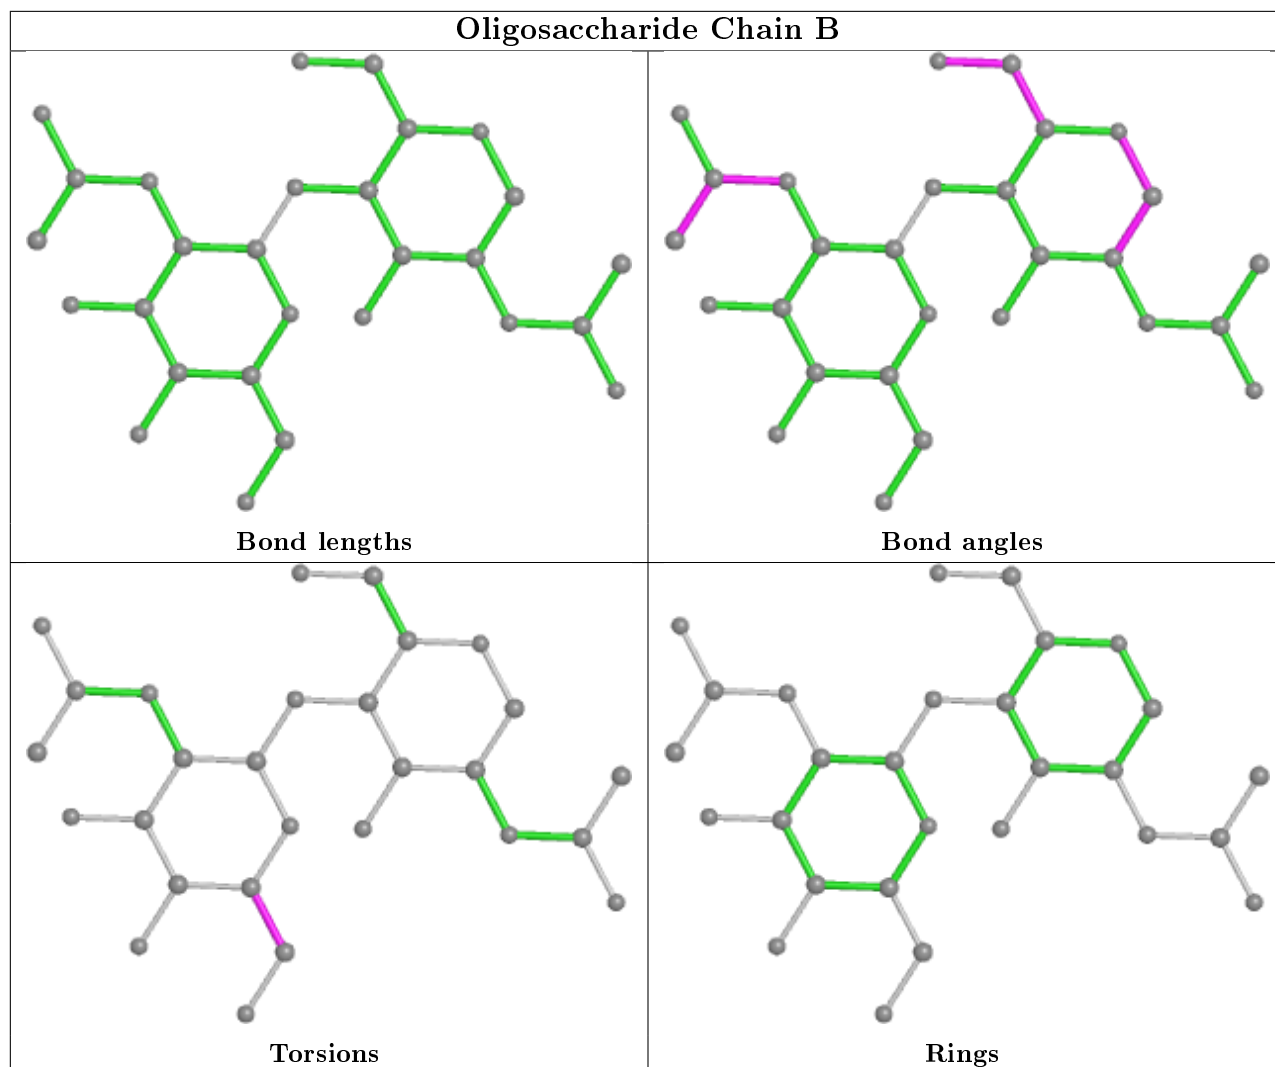 Oligosaccharide Chain B
Bond lengths
Bond angles
Torsions
Rings